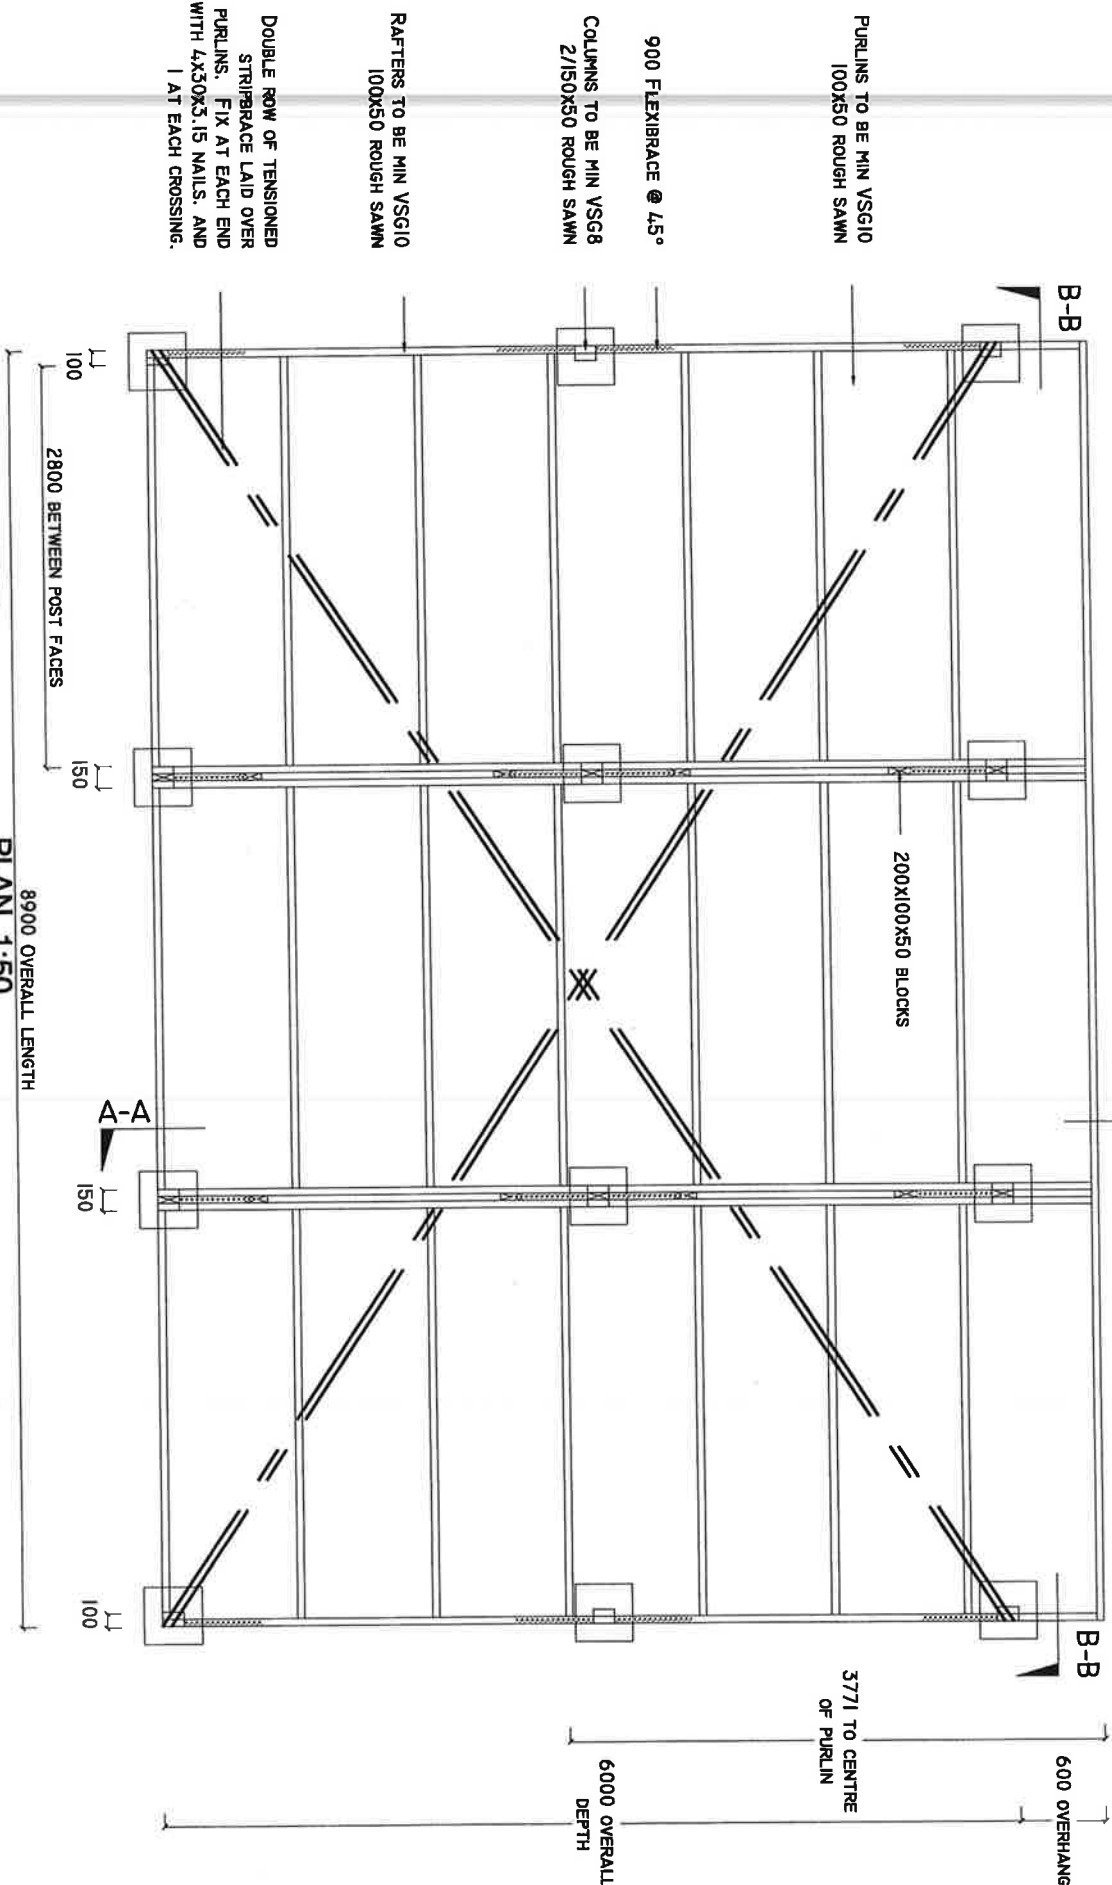 PURLINS TO BE MIN VSG10
100x50 ROUGH SAWN
900 FLEXIBRACE @ 45°
COLUMNS TO BE MIN VSG8
2/150x50 ROUGH SAWN
RAFTERS TO BE MIN VSG10
100x50 ROUGH SAWN
DOUBLE ROW OF TENSIONED
STRIPBRACE LAID OVER
PURLINS. FIX AT EACH END
WITH 4x30x3.15 NAILS. AND
1 AT EACH CROSSING.
B-B
200x100x50 BLOCKS
A-A
B-B
600 OVERHANG
3771 TO CENTRE
OF PURLIN
6000 OVERALL
DEPTH
100
2800 BETWEEN POST FACES
150
150
100
8900 OVERALL LENGTH
PLAN 1:50